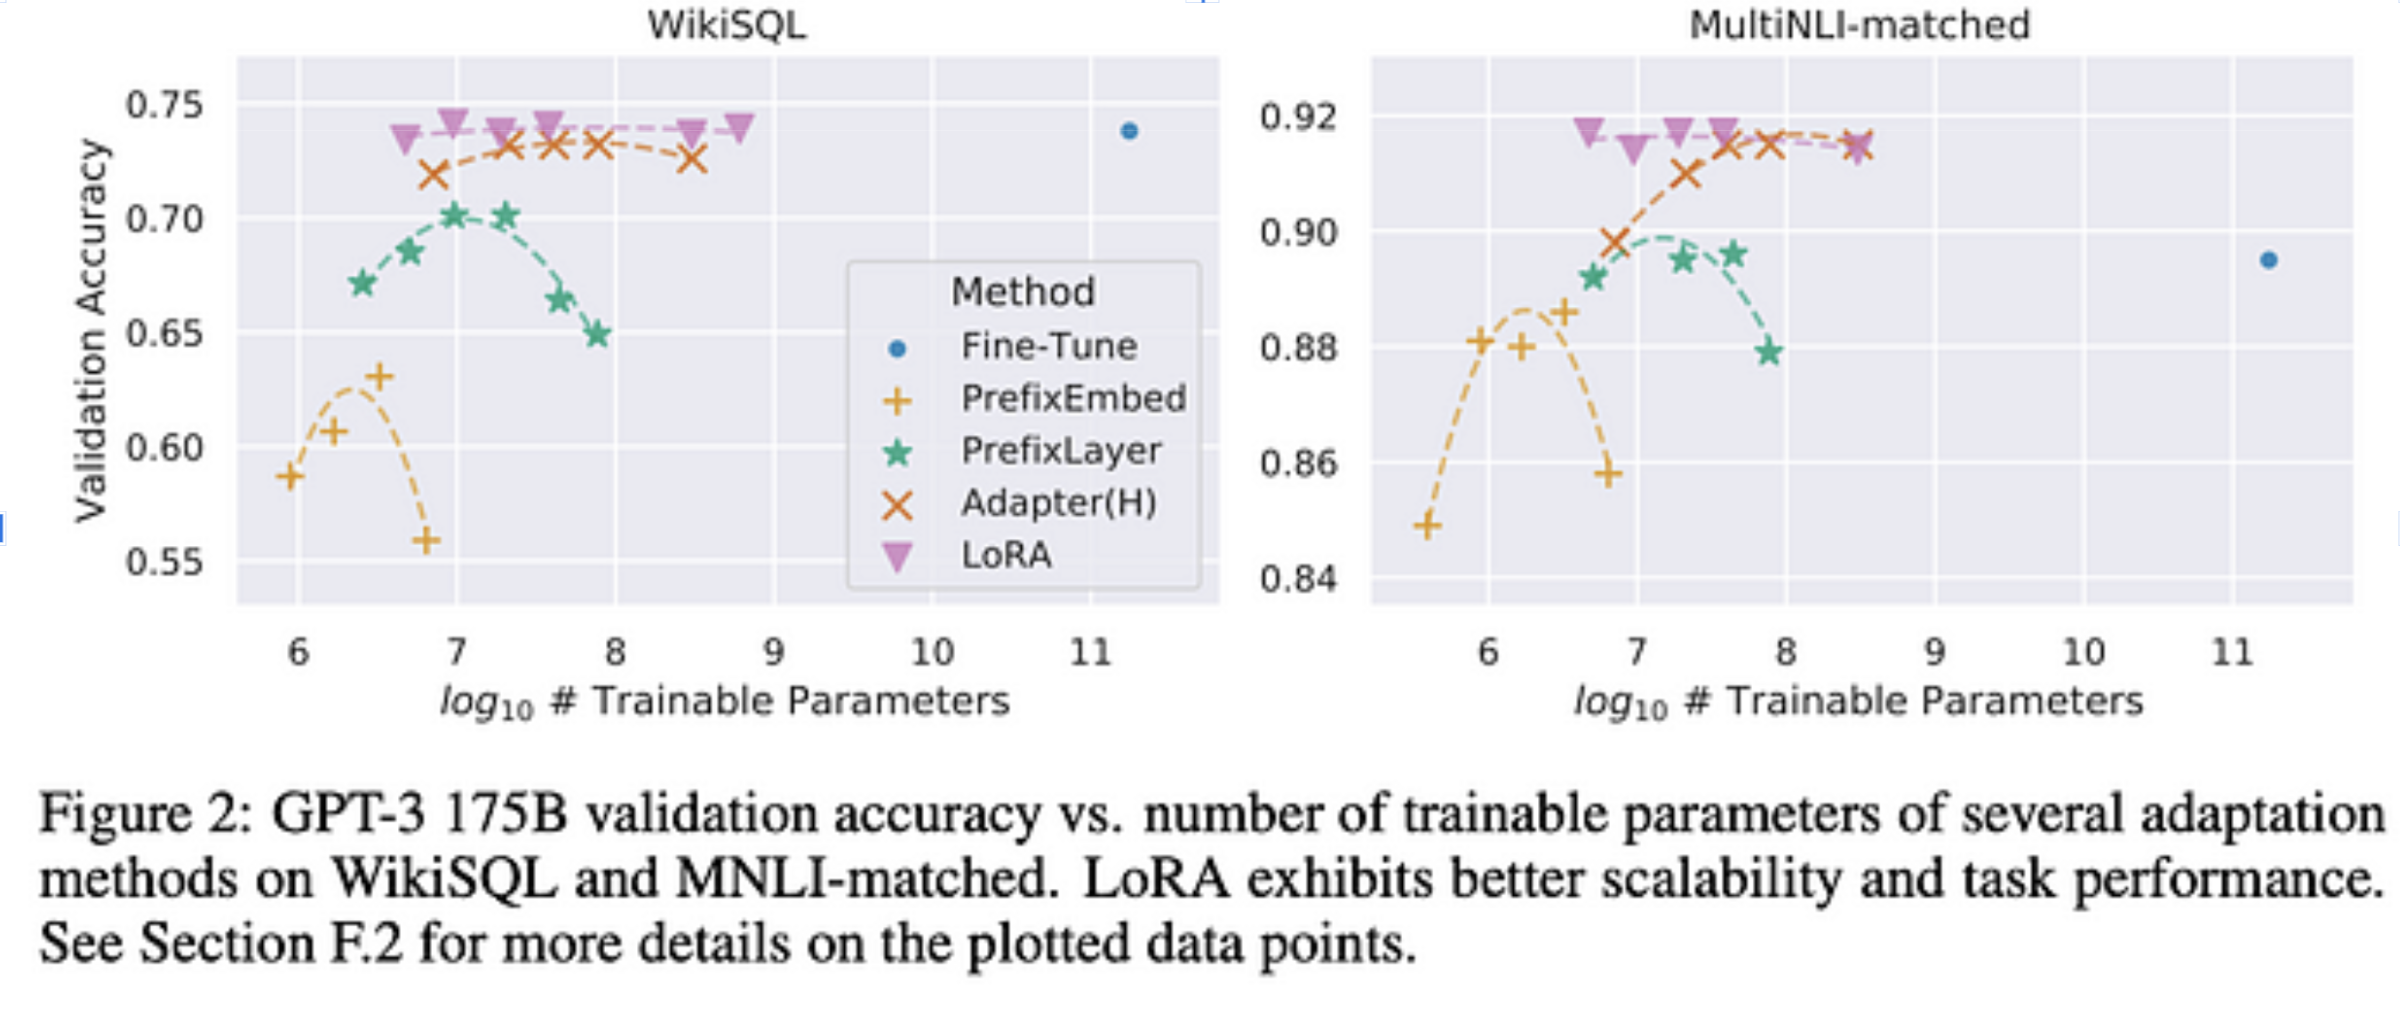 WikiSQL
0.75
0.70
0.65
0.60
0.55
Validation Accuracy
6 7 8 9 10 11
log10 # Trainable Parameters
Method
Fine-Tune
PrefixEmbed
PrefixLayer
Adapter(H)
LoRA
MultiNLI-matched
0.92
0.90
0.88
0.86
0.84
6 7 8 9 10 11
log10 # Trainable Parameters
Figure 2: GPT-3 175B validation accuracy vs. number of trainable parameters of several adaptation
methods on WikiSQL and MNLI-matched. LoRA exhibits better scalability and task performance.
See Section F.2 for more details on the plotted data points.